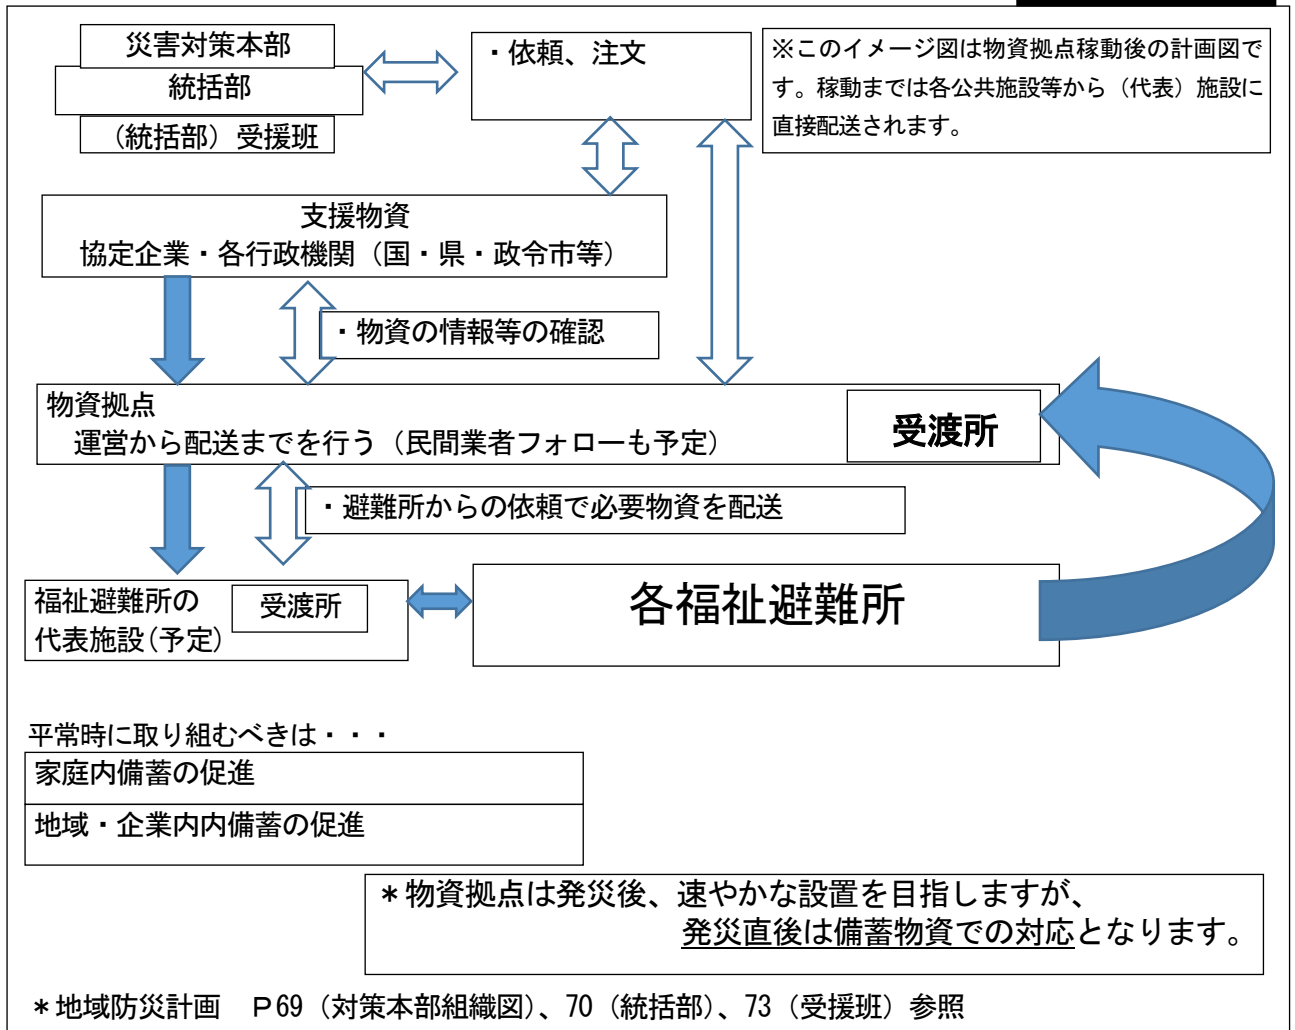 災害対策本部
統括部
(統括部)受援班
・依頼、注文
※このイメージ図は物資拠点稼動後の計画図で
す。稼動までは各公共施設等から(代表)施設に
直接配送されます。
支援物資
協定企業・各行政機関(国・県・政令市等)
・物資の情報等の確認
物資拠点
運営から配送までを行う(民間業者フォローも予定)
受渡所
・避難所からの依頼で必要物資を配送
福祉避難所の
代表施設(予定)
受渡所
各福祉避難所
平常時に取り組むべきは・・・
家庭内備蓄の促進
地域・企業内内備蓄の促進
*物資拠点は発災後、速やかな設置を目指しますが、
発災直後は備蓄物資での対応となります。
*地域防災計画 P69(対策本部組織図)、70(統括部)、73(受援班)参照